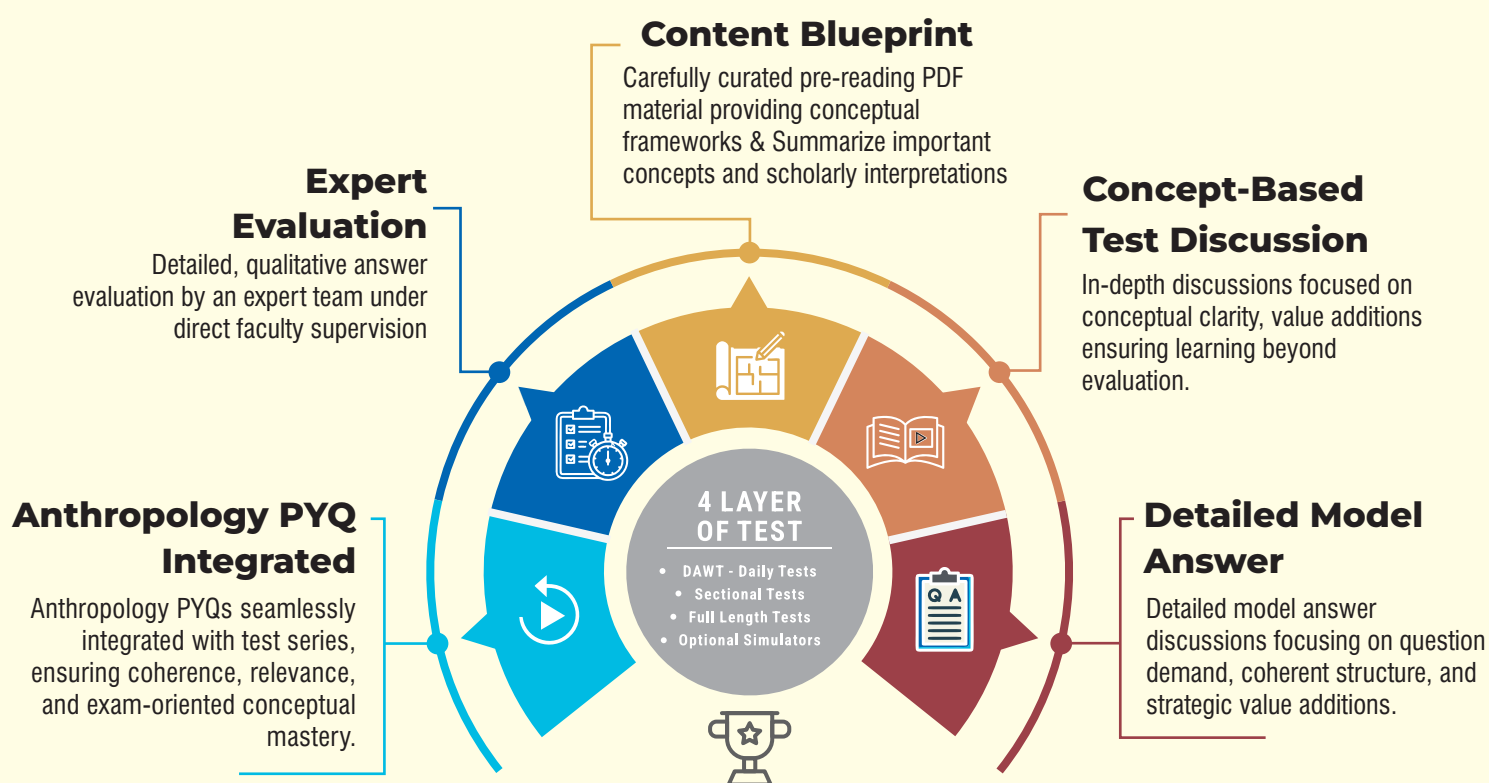 Content Blueprint
Carefully curated pre-reading PDF
material providing conceptual
frameworks & Summarize important
concepts and scholarly interpretations
Expert
Evaluation
Detailed, qualitative answer
evaluation by an expert team under
direct faculty supervision
Concept-Based
Test Discussion
In-depth discussions focused on
conceptual clarity, value additions
ensuring learning beyond
evaluation.
Anthropology PYQ
Integrated
Anthropology PYQs seamlessly
integrated with test series,
ensuring coherence, relevance,
and exam-oriented conceptual
mastery.
4 LAYER
OF TEST
• DAWT - Daily Tests
• Sectional Tests
• Full Length Tests
• Optional Simulators
Q A
Detailed Model
Answer
Detailed model answer
discussions focusing on question
demand, coherent structure, and
strategic value additions.